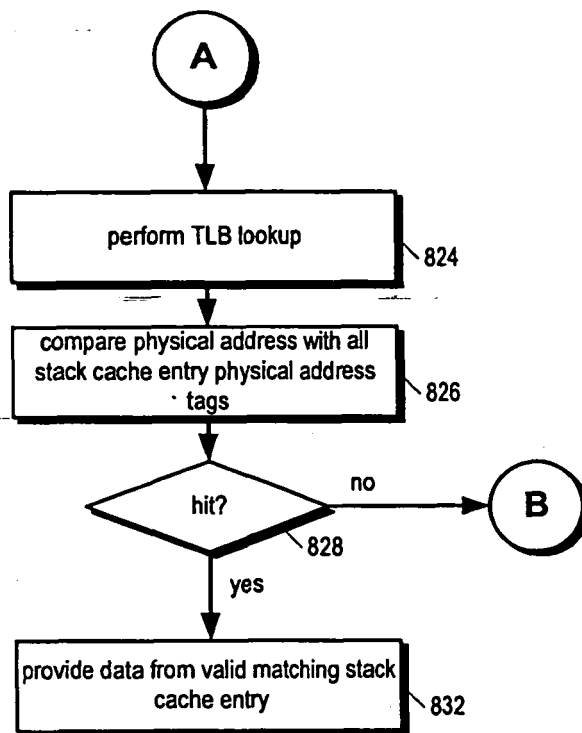 A
perform TLB lookup
824
compare physical address with all
stack cache entry physical address
tags
826
hit?
no
B
828
yes
provide data from valid matching stack
cache entry
832